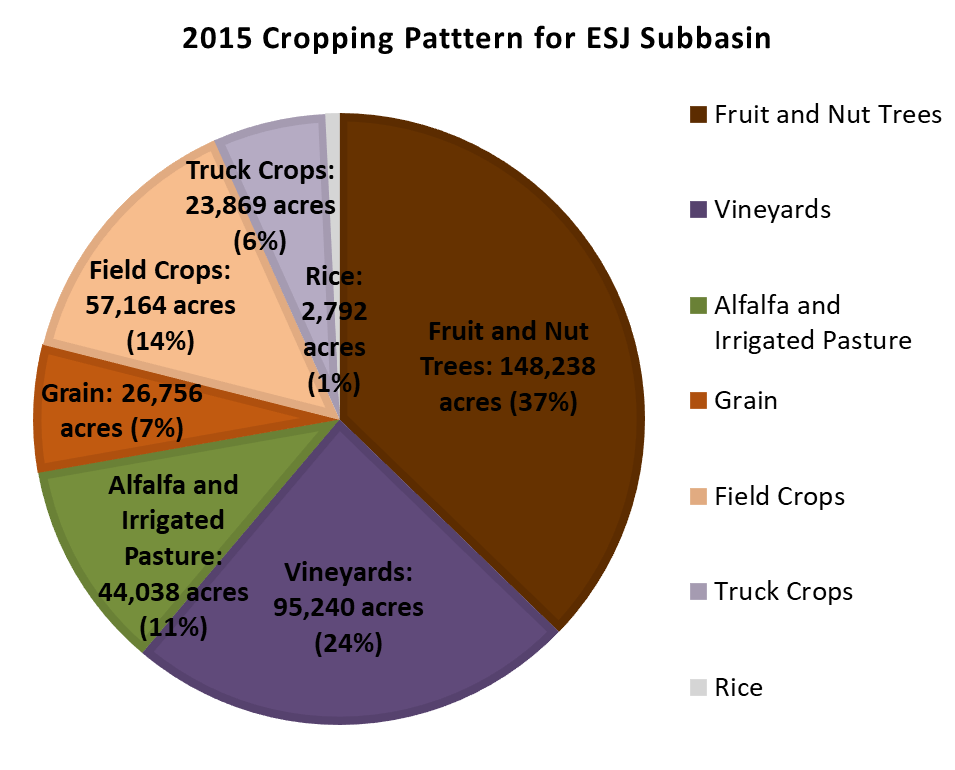 2015 Cropping Patttern for ESJ Subbasin
Truck Crops:
23,869 acres
(6%)
Field Crops:
57,164 acres
(14%)
Rice:
2,792
acres
(1%)
Fruit and Nut
Trees: 148,238
acres (37%)
Grain: 26,756
acres (7%)
Alfalfa and
Irrigated
Pasture:
44,038 acres
(11%)
Vineyards:
95,240 acres
(24%)
Fruit and Nut Trees
Vineyards
Alfalfa and
Irrigated Pasture
Grain
Field Crops
Truck Crops
Rice